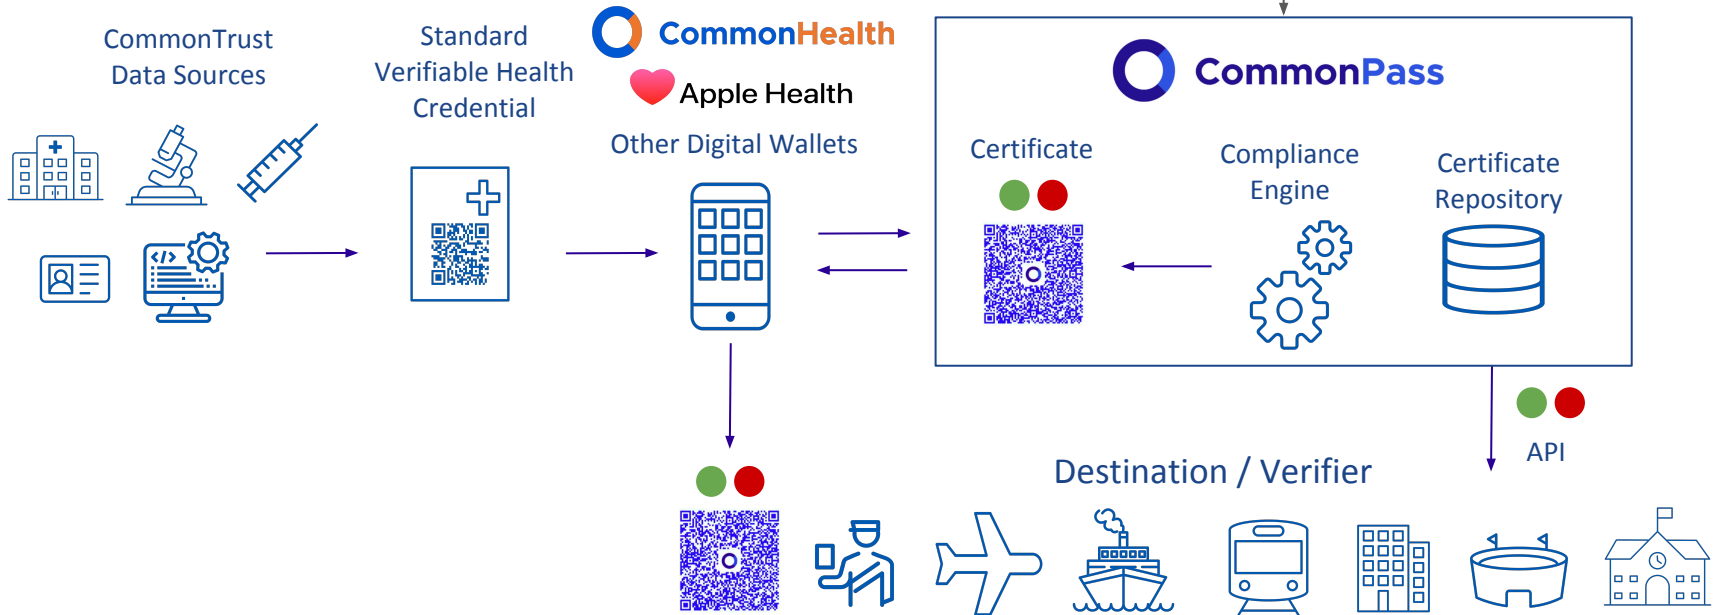 CommonTrust
Data Sources
Standard
Verifiable Health
Credential
CommonHealth
Apple Health
Other Digital Wallets
CommonPass
Certificate
Compliance
Engine
Certificate
Repository
</>
API
Destination / Verifier